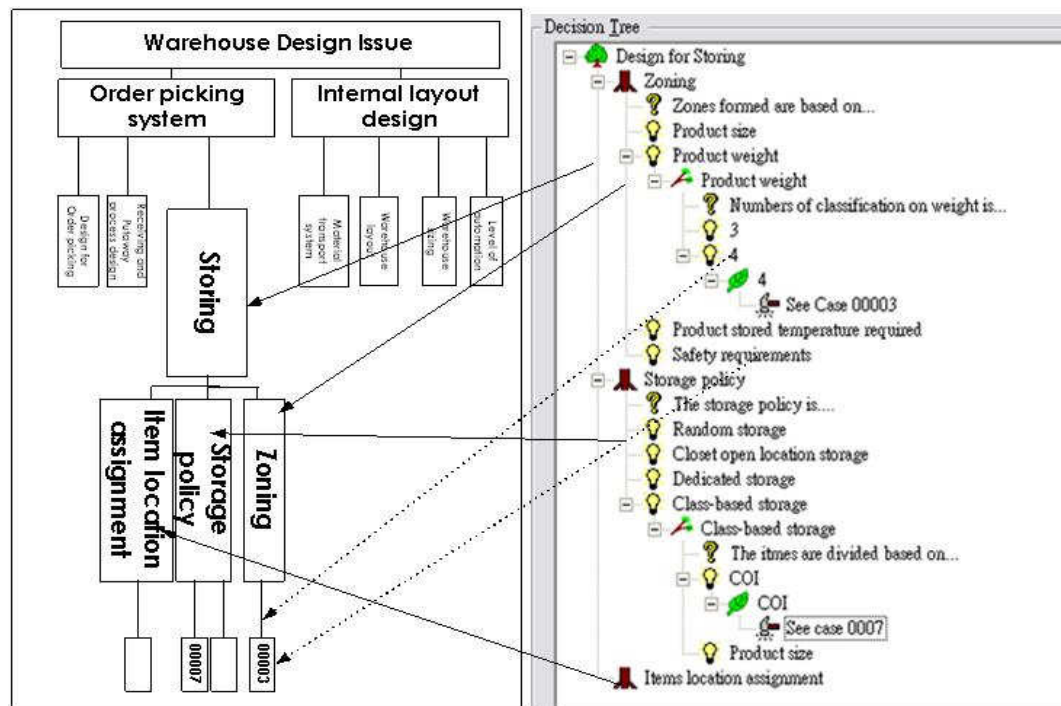 Warehouse Design Issue
Order picking
system
Internal layout
design
Design for
Order picking
Receiving and
Putaway
process design
Storing
Material
transport
system
Warehouse
layout
Warehouse
sizing
Level of
automation
Item location
assignment
Storage
policy
Zoning
00007
00003
Decision Tree
Design for Storing
Zoning
Zones formed are based on...
Product size
Product weight
Product weight
Numbers of classification on weight is...
3
4
4
See Case 00003
Product stored temperature required
Safety requirements
Storage policy
The storage policy is....
Random storage
Closet open location storage
Dedicated storage
Class-based storage
Class-based storage
The itmes are divided based on...
COI
COI
See case 0007
Product size
Items location assignment